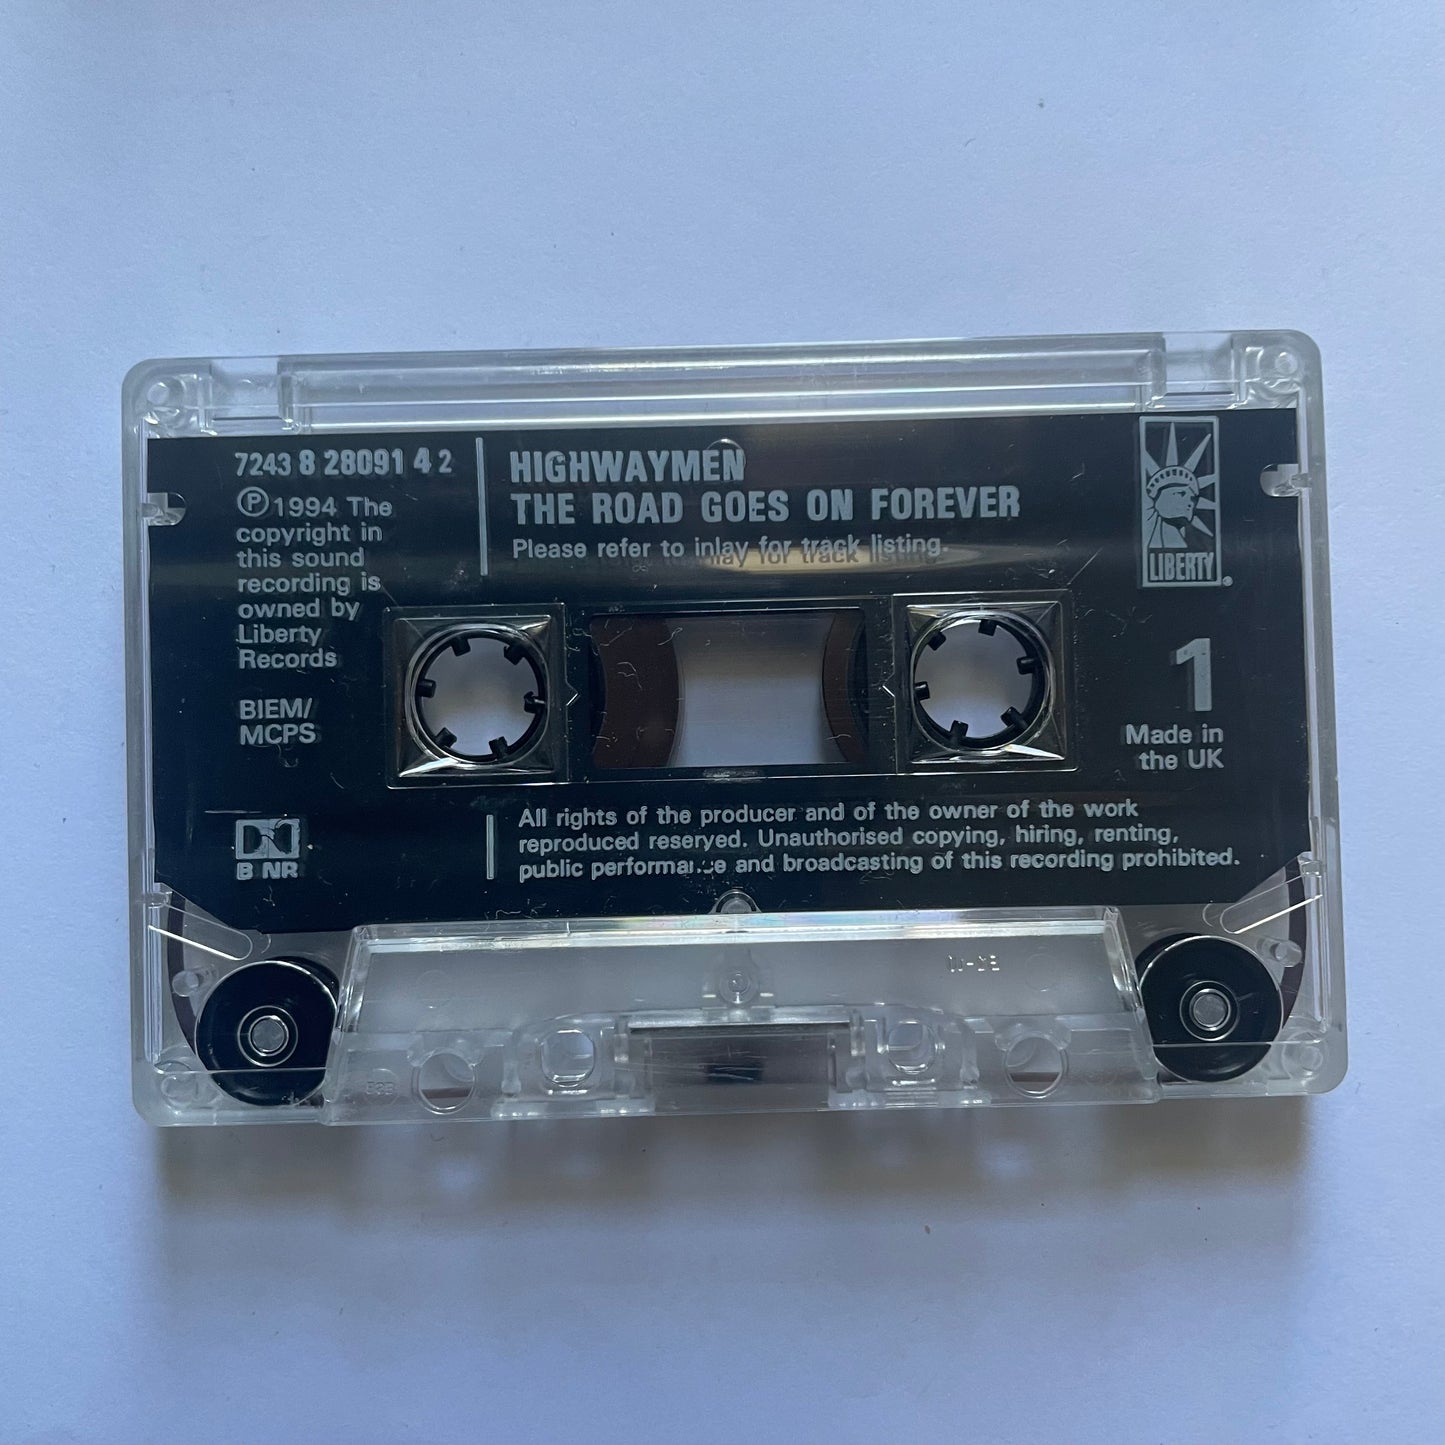 7243 8 28091 4 2
℗ 1994 The
copyright in
this sound
recording is
owned by
Liberty
Records
BIEM/
MCPS
HIGHWAYMEN
THE ROAD GOES ON FOREVER
Please refer to inlay for track listing.
LIBERTY®
1
Made in
the UK
B NR
All rights of the producer and of the owner of the work
reproduced reserved. Unauthorised copying, hiring, renting,
public performance and broadcasting of this recording prohibited.